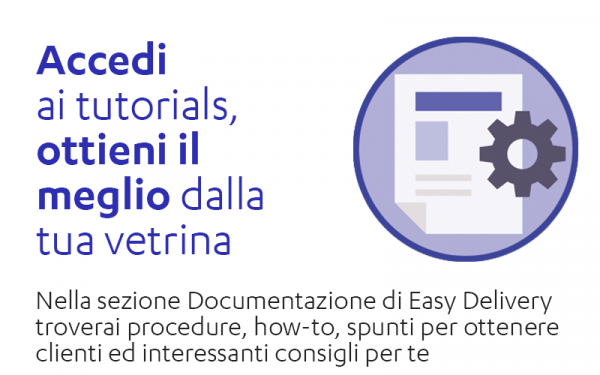 Accedi
ai tutorials,
ottieni il
meglio dalla
tua vetrina
Nella sezione Documentazione di Easy Delivery
troverai procedure, how-to, spunti per ottenere
clienti ed interessanti consigli per te